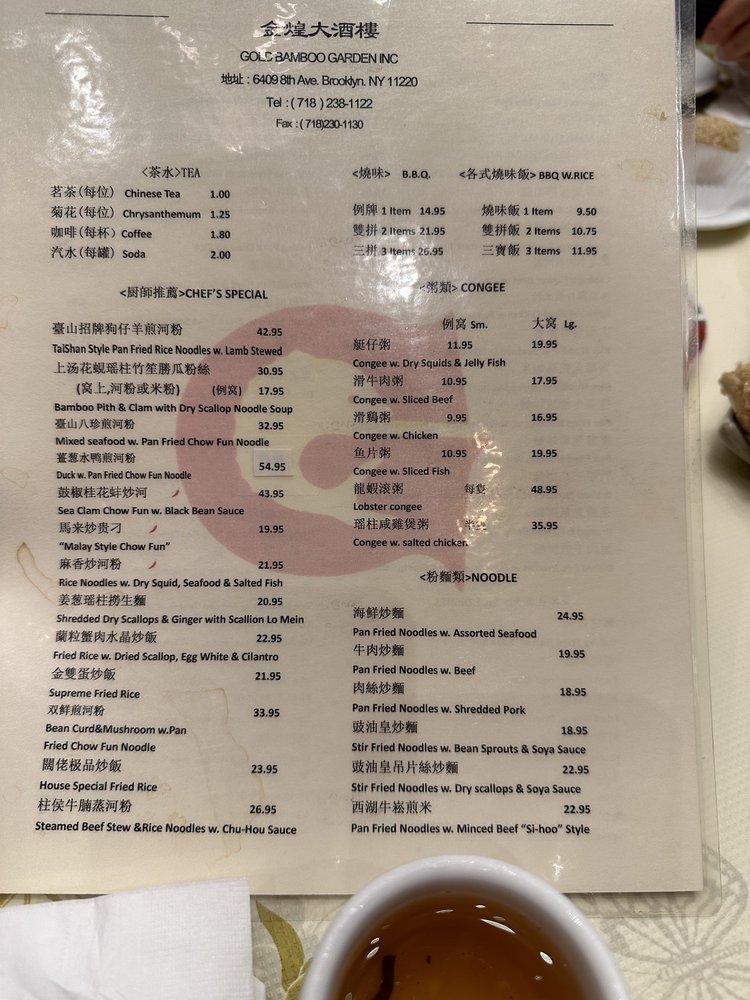 金煌大酒樓
GOLD BAMBOO GARDEN INC
地址 : 6409 8th Ave. Brooklyn. NY 11220
Tel : ( 718 ) 238-1122
Fax : ( 718)230-1130
<茶水>TEA
茗茶(每位) Chinese Tea 1.00
菊花(每位) Chrysanthemum 1.25
咖啡(每杯) Coffee 1.80
汽水(每罐) Soda 2.00
<燒味> B.B.Q.
例牌 1 Item 14.95
雙拼 2 Items 21.95
三拼 3 Items 26.95
<各式燒味飯> BBQ W.RICE
燒味飯 1 Item 9.50
雙拼飯 2 Items 10.75
三寶飯 3 Items 11.95
<厨師推薦>CHEF'S SPECIAL
臺山招牌狗仔羊煎河粉 42.95
TaiShan Style Pan Fried Rice Noodles w. Lamb Stewed
上汤花蜆瑶柱竹笙勝瓜粉絲 30.95
(窝上,河粉或米粉) (例窝) 17.95
Bamboo Pith & Clam with Dry Scallop Noodle Soup
臺山八珍煎河粉 32.95
Mixed seafood w. Pan Fried Chow Fun Noodle
薑葱水鸭煎河粉 54.95
Duck w. Pan Fried Chow Fun Noodle
鼓椒桂花蚌炒河 43.95
Sea Clam Chow Fun w. Black Bean Sauce
馬来炒贵刁 19.95
"Malay Style Chow Fun"
麻香炒河粉 21.95
Rice Noodles w. Dry Squid, Seafood & Salted Fish
姜葱瑶柱捞生麵 20.95
Shredded Dry Scallops & Ginger with Scallion Lo Mein
蘭粒蟹肉水晶炒飯 22.95
Fried Rice w. Dried Scallop, Egg White & Cilantro
金雙蛋炒飯 21.95
Supreme Fried Rice
双鲜煎河粉 33.95
Bean Curd&Mushroom w.Pan
Fried Chow Fun Noodle
闊佬极品炒飯 23.95
House Special Fried Rice
柱侯牛腩蒸河粉 26.95
Steamed Beef Stew &Rice Noodles w. Chu-Hou Sauce
<粥類> CONGEE
例窝 Sm. 大窝 Lg.
艇仔粥 11.95 19.95
Congee w. Dry Squids & Jelly Fish
滑牛肉粥 10.95 17.95
Congee w. Sliced Beef
滑鷄粥 9.95 16.95
Congee w. Chicken
鱼片粥 10.95 19.95
Congee w. Sliced Fish
龍蝦滚粥 每隻 48.95
Lobster congee
瑶柱咸雞煲粥 35.95
Congee w. salted chicken
<粉麵類>NOODLE
海鮮炒麵 24.95
Pan Fried Noodles w. Assorted Seafood
牛肉炒麵 19.95
Pan Fried Noodles w. Beef
肉絲炒麵 18.95
Pan Fried Noodles w. Shredded Pork
豉油皇炒麵 18.95
Stir Fried Noodles w. Bean Sprouts & Soya Sauce
豉油皇吊片絲炒麵 22.95
Stir Fried Noodles w. Dry scallops & Soya Sauce
西湖牛崧煎米 22.95
Pan Fried Noodles w. Minced Beef "Si-hoo" Style